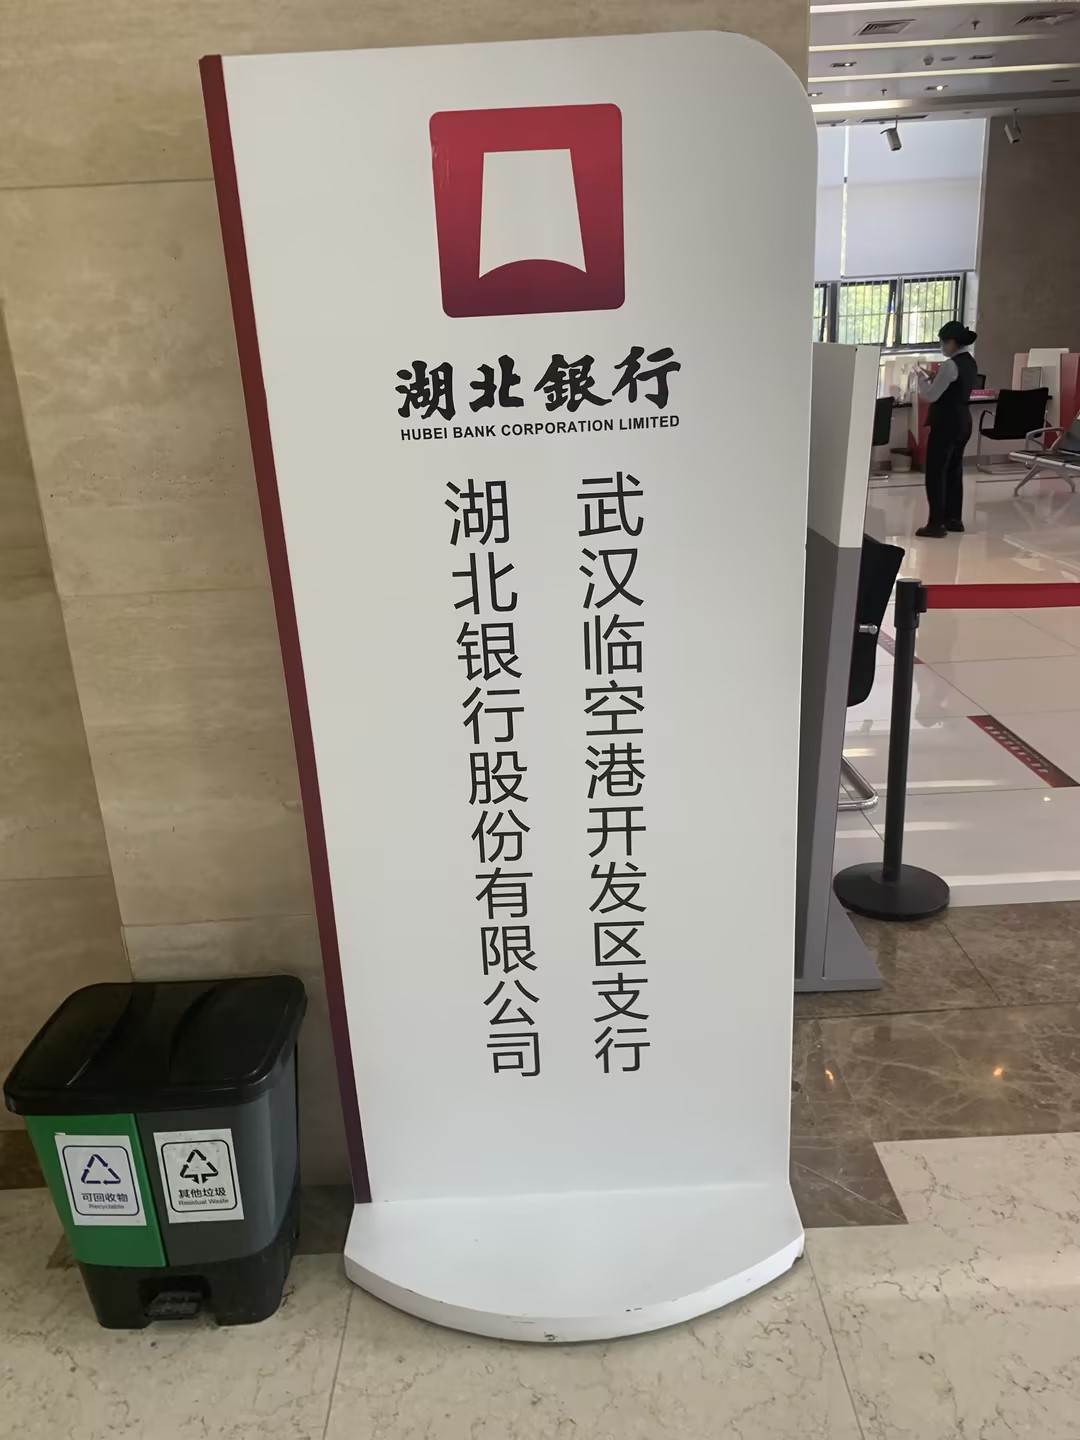 湖北銀行
HUBEI BANK CORPORATION LIMITED
湖北银行股份有限公司
武汉临空港开发区支行
可回收物
Recyclable
其他垃圾
Residual Waste